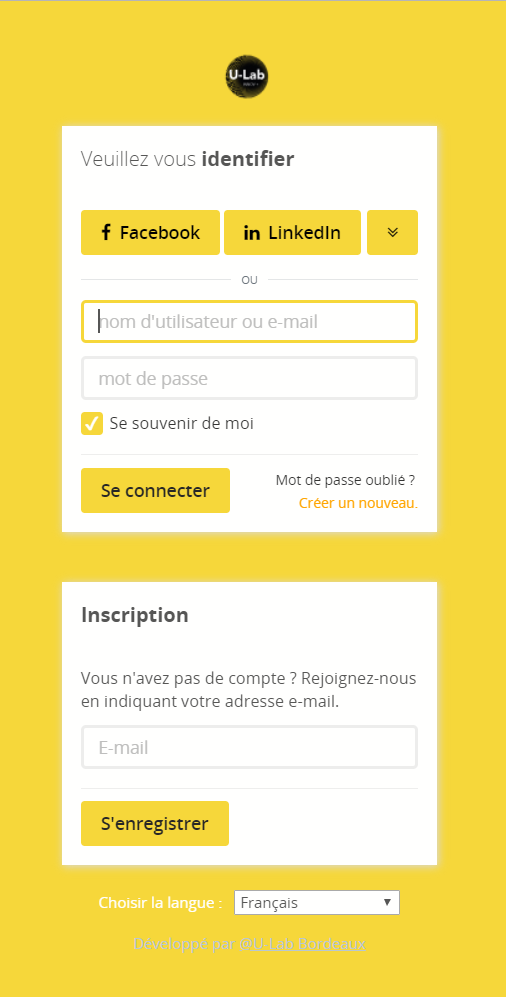 U-Lab
Veuillez vous identifier
Facebook
LinkedIn
OU
nom d'utilisateur ou e-mail
mot de passe
Se souvenir de moi
Se connecter
Mot de passe oublié ?
Créer un nouveau.
Inscription
Vous n'avez pas de compte ? Rejoignez-nous
en indiquant votre adresse e-mail.
E-mail
S'enregistrer
Choisir la langue : Français
Développé par @U-Lab Bordeaux